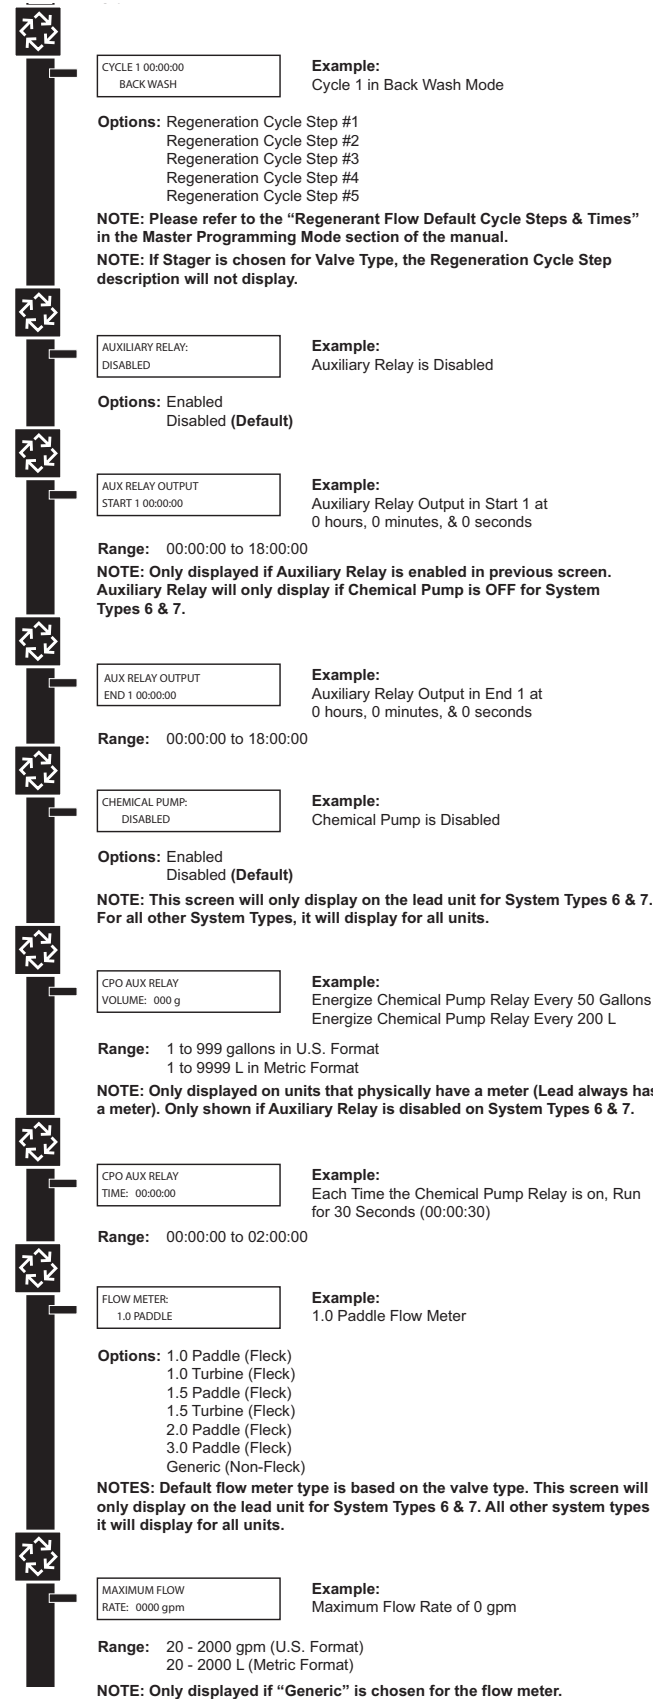 CYCLE 1 00:00:00
BACK WASH
Example:
Cycle 1 in Back Wash Mode
Options: Regeneration Cycle Step #1
Regeneration Cycle Step #2
Regeneration Cycle Step #3
Regeneration Cycle Step #4
Regeneration Cycle Step #5
NOTE: Please refer to the “Regenerant Flow Default Cycle Steps & Times”
in the Master Programming Mode section of the manual.
NOTE: If Stager is chosen for Valve Type, the Regeneration Cycle Step
description will not display.
AUXILIARY RELAY:
DISABLED
Example:
Auxiliary Relay is Disabled
Options: Enabled
Disabled (Default)
AUX RELAY OUTPUT
START 1 00:00:00
Example:
Auxiliary Relay Output in Start 1 at
0 hours, 0 minutes, & 0 seconds
Range: 00:00:00 to 18:00:00
NOTE: Only displayed if Auxiliary Relay is enabled in previous screen.
Auxiliary Relay will only display if Chemical Pump is OFF for System
Types 6 & 7.
AUX RELAY OUTPUT
END 1 00:00:00
Example:
Auxiliary Relay Output in End 1 at
0 hours, 0 minutes, & 0 seconds
Range: 00:00:00 to 18:00:00
CHEMICAL PUMP:
DISABLED
Example:
Chemical Pump is Disabled
Options: Enabled
Disabled (Default)
NOTE: This screen will only display on the lead unit for System Types 6 & 7.
For all other System Types, it will display for all units.
CPO AUX RELAY
VOLUME: 000 g
Example:
Energize Chemical Pump Relay Every 50 Gallons
Energize Chemical Pump Relay Every 200 L
Range: 1 to 999 gallons in U.S. Format
1 to 9999 L in Metric Format
NOTE: Only displayed on units that physically have a meter (Lead always has
a meter). Only shown if Auxiliary Relay is disabled on System Types 6 & 7.
CPO AUX RELAY
TIME: 00:00:00
Example:
Each Time the Chemical Pump Relay is on, Run
for 30 Seconds (00:00:30)
Range: 00:00:00 to 02:00:00
FLOW METER:
1.0 PADDLE
Example:
1.0 Paddle Flow Meter
Options: 1.0 Paddle (Fleck)
1.0 Turbine (Fleck)
1.5 Paddle (Fleck)
1.5 Turbine (Fleck)
2.0 Paddle (Fleck)
3.0 Paddle (Fleck)
Generic (Non-Fleck)
NOTES: Default flow meter type is based on the valve type. This screen will
only display on the lead unit for System Types 6 & 7. All other system types
it will display for all units.
MAXIMUM FLOW
RATE: 0000 gpm
Example:
Maximum Flow Rate of 0 gpm
Range: 20 - 2000 gpm (U.S. Format)
20 - 2000 L (Metric Format)
NOTE: Only displayed if “Generic” is chosen for the flow meter.